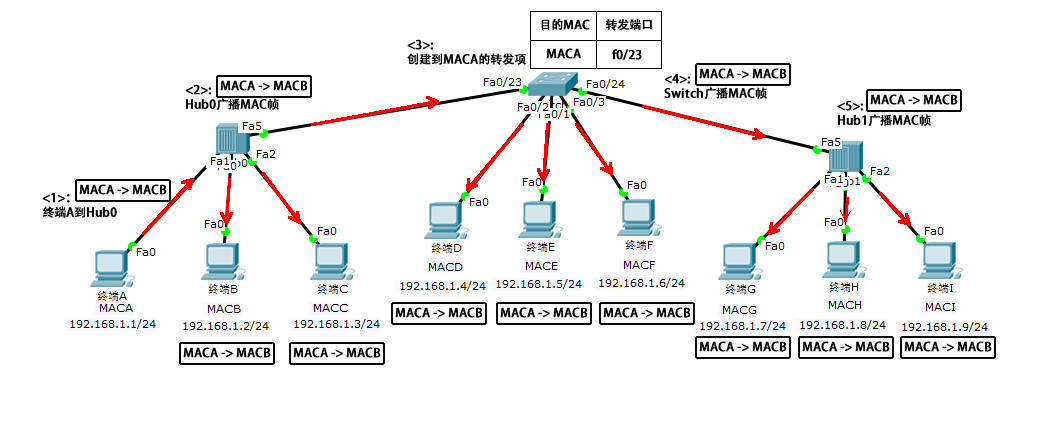 目的MAC 转发端口
MACA f0/23
<3>:
创建到MACA的转发项
Fa0/23
Fa0/24
Fa0/3
Fa0/2
Fa0/1
<4>: MACA -> MACB
Switch广播MAC帧
<2>: MACA -> MACB
Hub0广播MAC帧
<5>: MACA -> MACB
Hub1广播MAC帧
Fa5
Fa1
Fa2
Fa5
Fa1
Fa2
<1>: MACA -> MACB
终端A到Hub0
Fa0
Fa0
Fa0
Fa0
Fa0
Fa0
Fa0
Fa0
Fa0
终端A
MACA
192.168.1.1/24
终端B
MACB
192.168.1.2/24
MACA -> MACB
终端C
MACC
192.168.1.3/24
MACA -> MACB
终端D
MACD
192.168.1.4/24
MACA -> MACB
终端E
MACE
192.168.1.5/24
MACA -> MACB
终端F
MACF
192.168.1.6/24
MACA -> MACB
终端G
MACG
192.168.1.7/24
MACA -> MACB
终端H
MACH
192.168.1.8/24
MACA -> MACB
终端I
MACI
192.168.1.9/24
MACA -> MACB